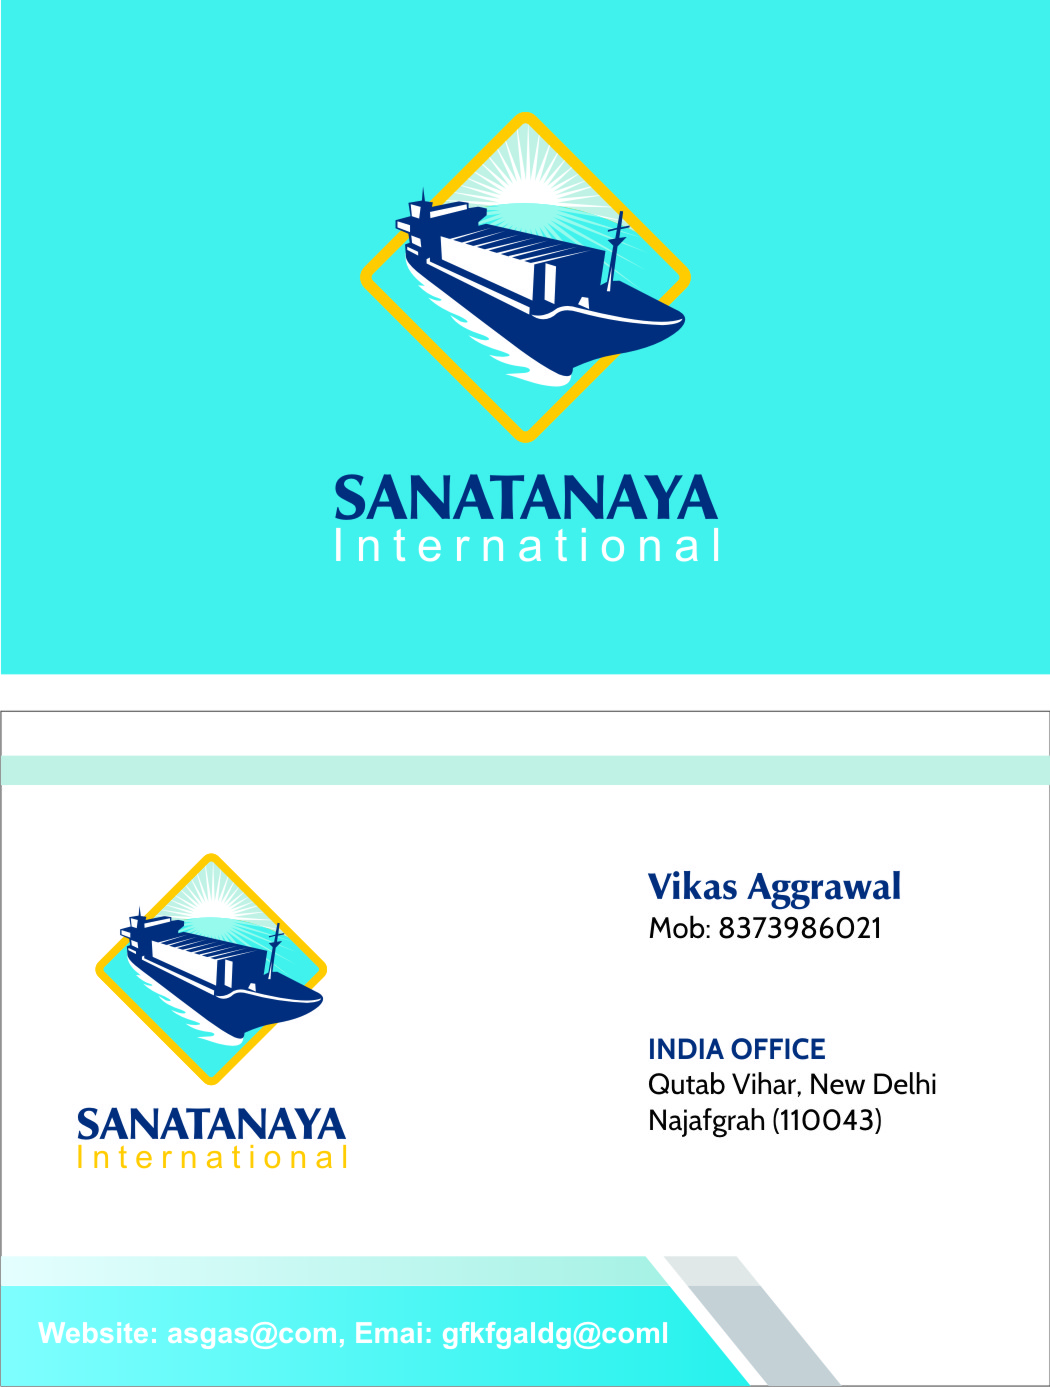 SANATANAYA
International
Vikas Aggrawal
Mob: 8373986021
INDIA OFFICE
Qutab Vihar, New Delhi
Najafgrah (110043)
SANATANAYA
International
Website: asgas@com, Emai: gfkfgaldg@coml